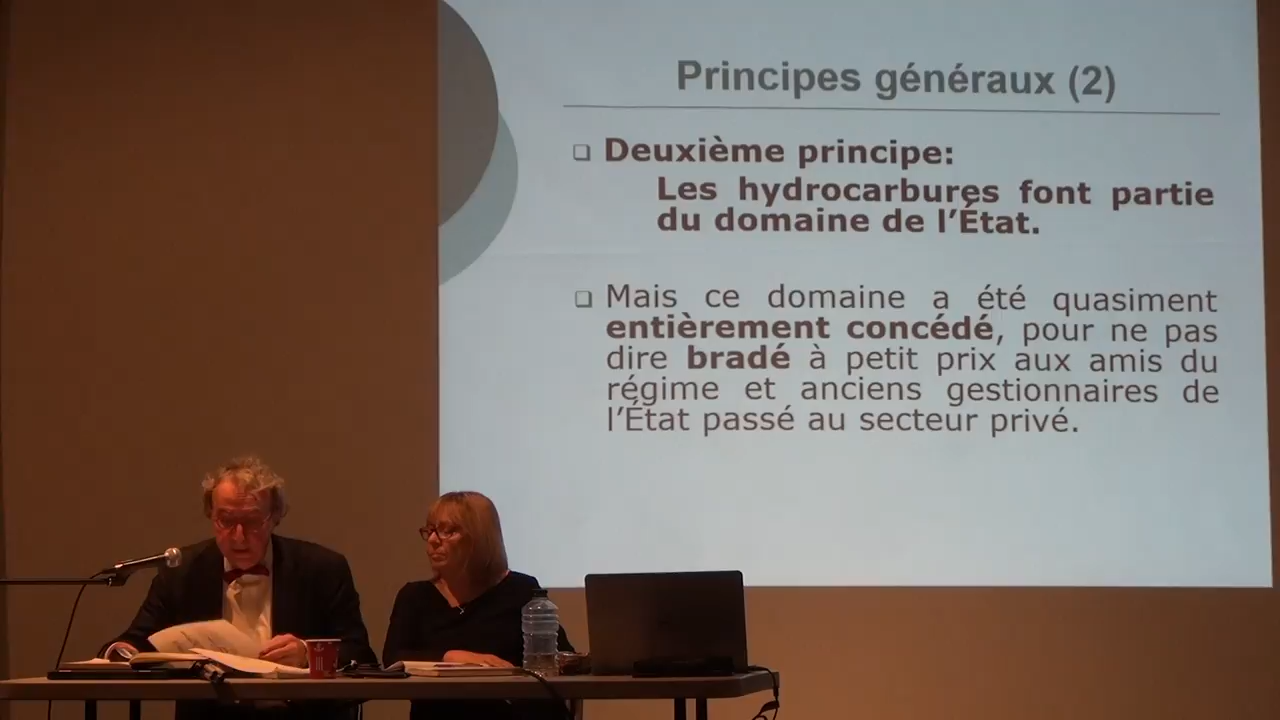 Principes généraux (2)
Deuxième principe:
Les hydrocarbures font partie
du domaine de l'État.
Mais ce domaine a été quasiment
entièrement concédé, pour ne pas
dire bradé à petit prix aux amis du
régime et anciens gestionnaires de
l'État passé au secteur privé.